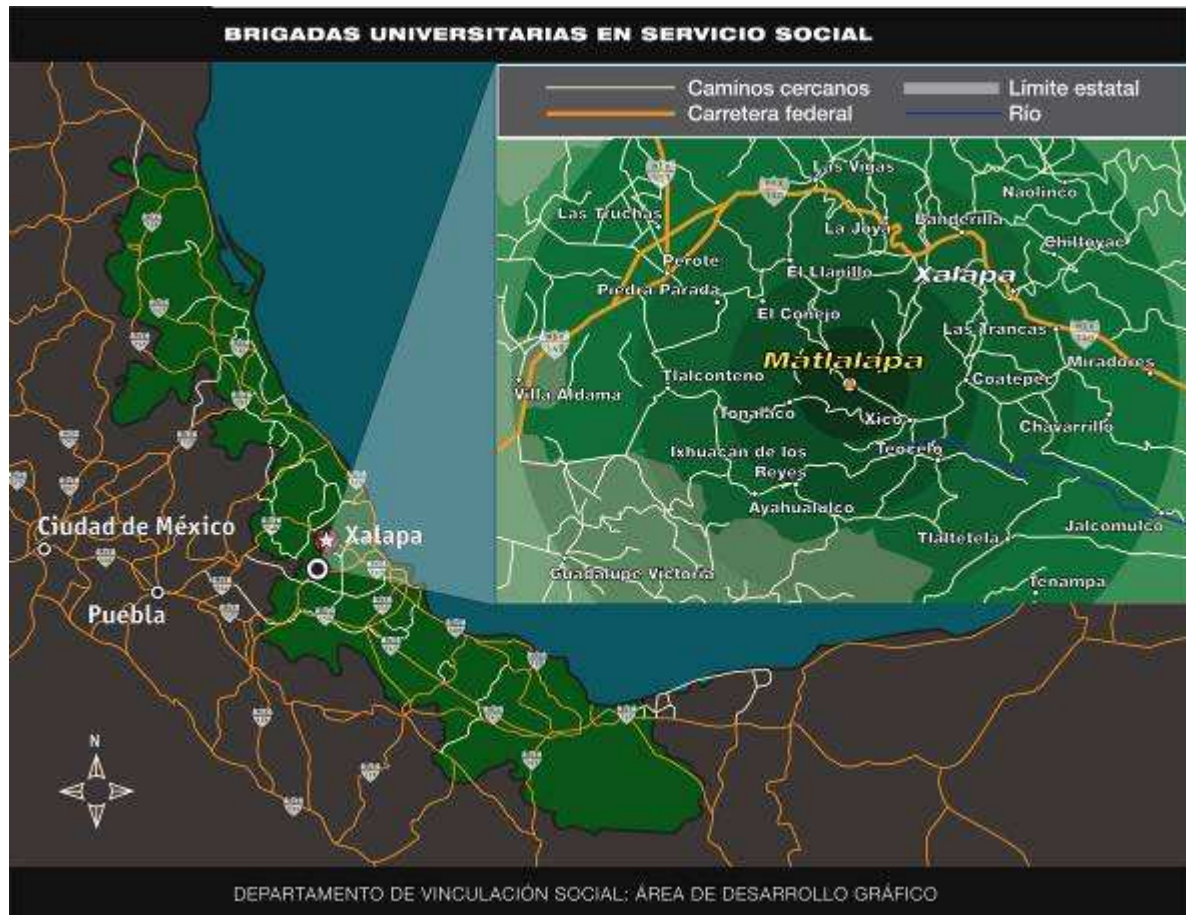 BRIGADAS UNIVERSITARIAS EN SERVICIO SOCIAL
Caminos cercanos
Límite estatal
Carretera federal
Río
Las Vigas
Naolinco
Las Truchas
La Joya
Banderilla
Chiltoyac
Perote
El Llanillo
Xalapa
Piedra Parada
El Conejo
Las Trancas
Matlalapa
Miradores
Tlalconteno
Coatepec
Villa Aldama
Tonalaco
Xico
Chavarrillo
Teocelo
Ixhuacán de los
Reyes
Ayahualulco
Jalcomulco
Tlaltetela
Guadalupe Victoria
Tenampa
Ciudad de México
Xalapa
Puebla
N
DEPARTAMENTO DE VINCULACIÓN SOCIAL: ÁREA DE DESARROLLO GRÁFICO